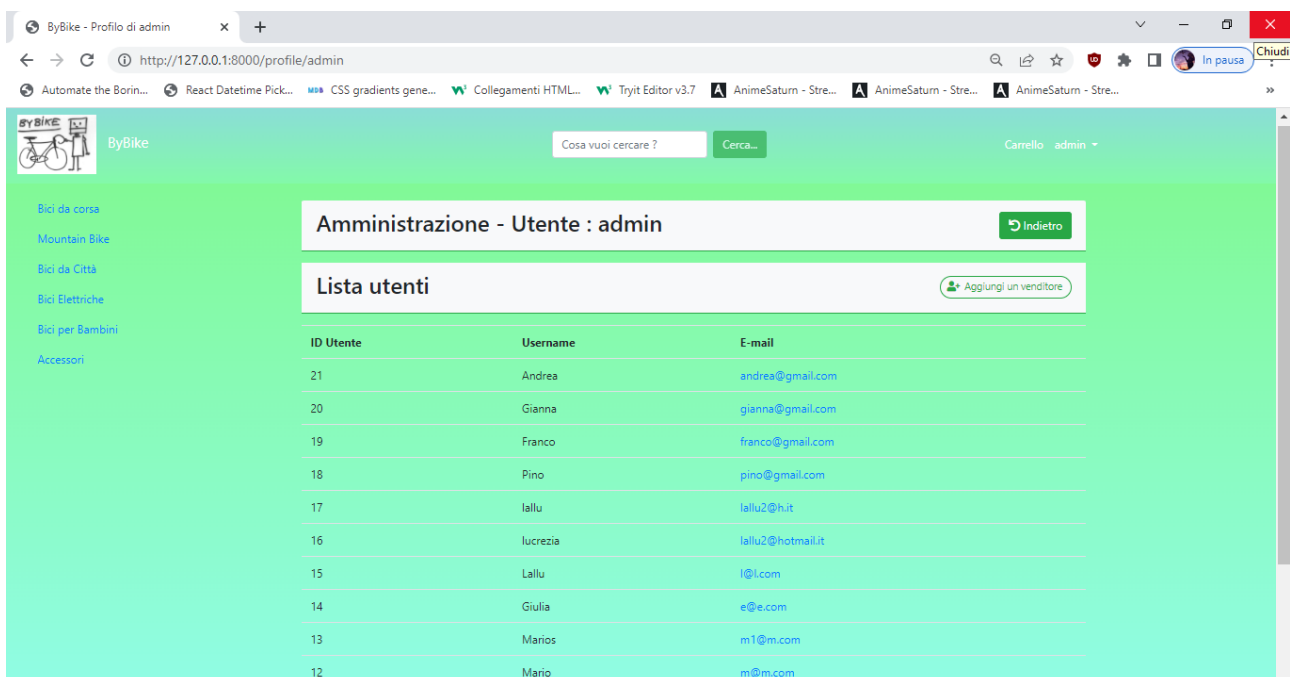 ByBike - Profilo di admin
http://127.0.0.1:8000/profile/admin
In pausa
Chiudi
Automate the Borin... React Datetime Pick... CSS gradients gene... Collegamenti HTML... Tryit Editor v3.7 AnimeSaturn - Stre... AnimeSaturn - Stre... AnimeSaturn - Stre...
BYBIKE
ByBike Cosa vuoi cercare ? Cerca... Carrello admin
Bici da corsa
Mountain Bike
Bici da Città
Bici Elettriche
Bici per Bambini
Accessori
Amministrazione - Utente : admin Indietro
Lista utenti Aggiungi un venditore
ID Utente Username E-mail
21 Andrea andrea@gmail.com
20 Gianna gianna@gmail.com
19 Franco franco@gmail.com
18 Pino pino@gmail.com
17 lallu lallu2@h.it
16 lucrezia lallu2@hotmail.it
15 Lallu l@l.com
14 Giulia e@e.com
13 Marios m1@m.com
12 Mario m@m.com